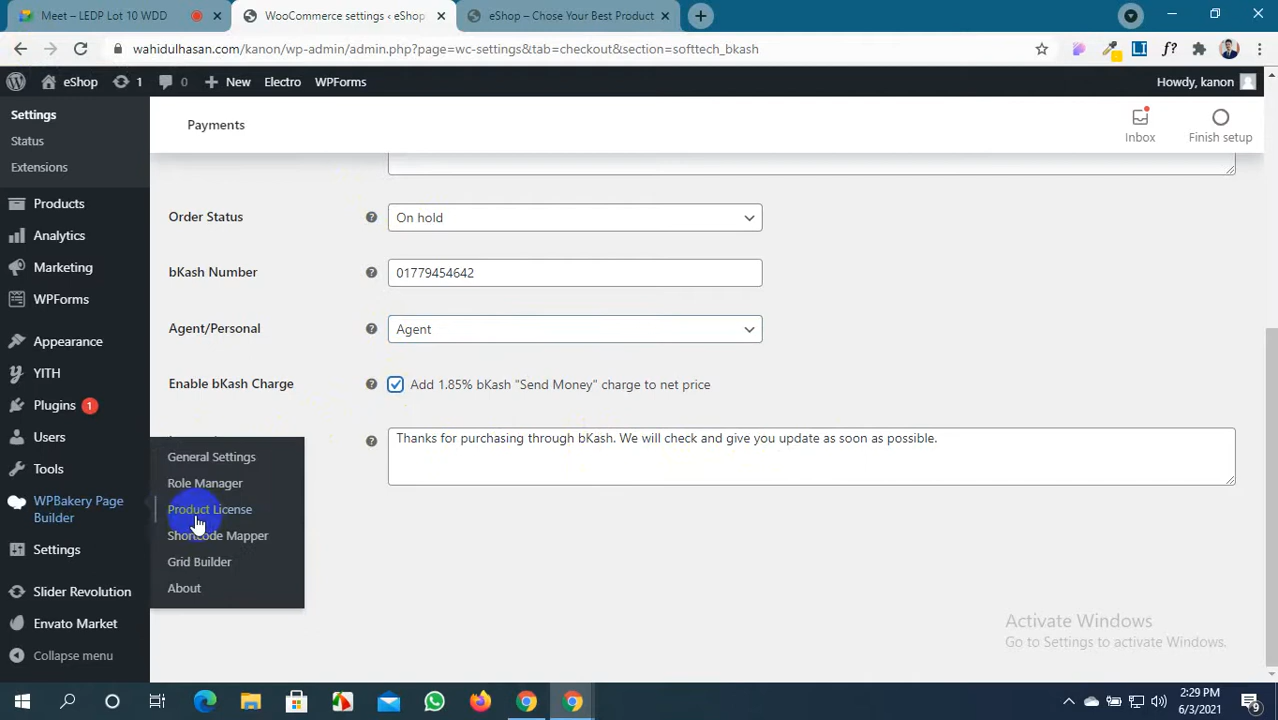 Meet – LEDP Lot 10 WDD
WooCommerce settings ‹ eShop
eShop – Chose Your Best Product
wahidulhasan.com/kanon/wp-admin/admin.php?page=wc-settings&tab=checkout&section=softtech_bkash
eShop 1 0 + New Electro WPForms Howdy, kanon
Settings
Status
Extensions
Products
Analytics
Marketing
WPForms
Appearance
YITH
Plugins 1
Users
Tools
WPBakery Page
Builder
Settings
Slider Revolution
Envato Market
Collapse menu
General Settings
Role Manager
Product License
Shortcode Mapper
Grid Builder
About
Payments
Inbox
Finish setup
Order Status
On hold
bKash Number
01779454642
Agent/Personal
Agent
Enable bKash Charge
Add 1.85% bKash "Send Money" charge to net price
Thanks for purchasing through bKash. We will check and give you update as soon as possible.
Activate Windows
Go to Settings to activate Windows.
2:29 PM
6/3/2021
9